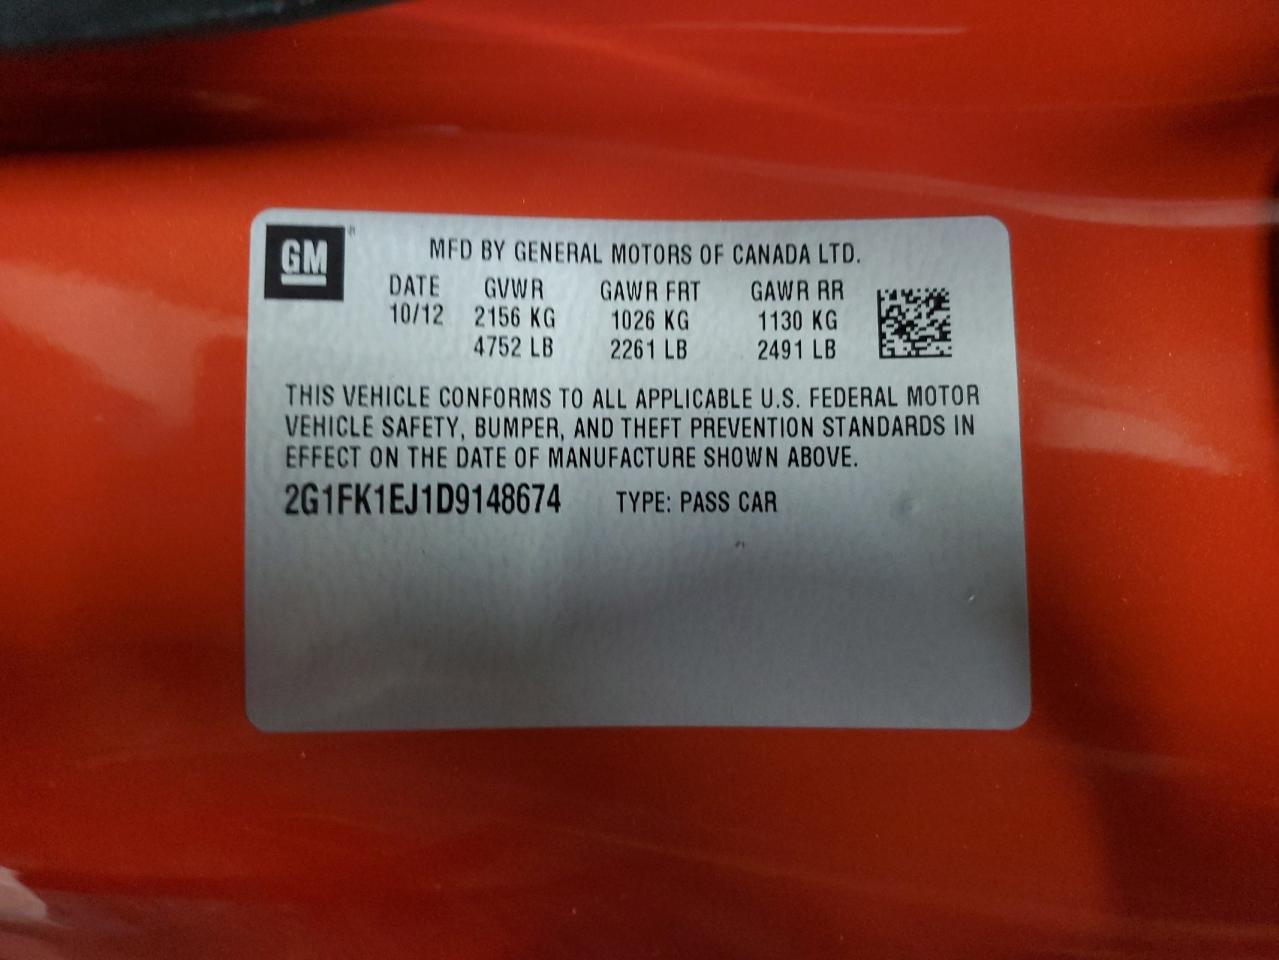 GM
MFD BY GENERAL MOTORS OF CANADA LTD.
DATE GVWR GAWR FRT GAWR RR
10/12 2156 KG 1026 KG 1130 KG
4752 LB 2261 LB 2491 LB
THIS VEHICLE CONFORMS TO ALL APPLICABLE U.S. FEDERAL MOTOR
VEHICLE SAFETY, BUMPER, AND THEFT PREVENTION STANDARDS IN
EFFECT ON THE DATE OF MANUFACTURE SHOWN ABOVE.
2G1FK1EJ1D9148674 TYPE: PASS CAR